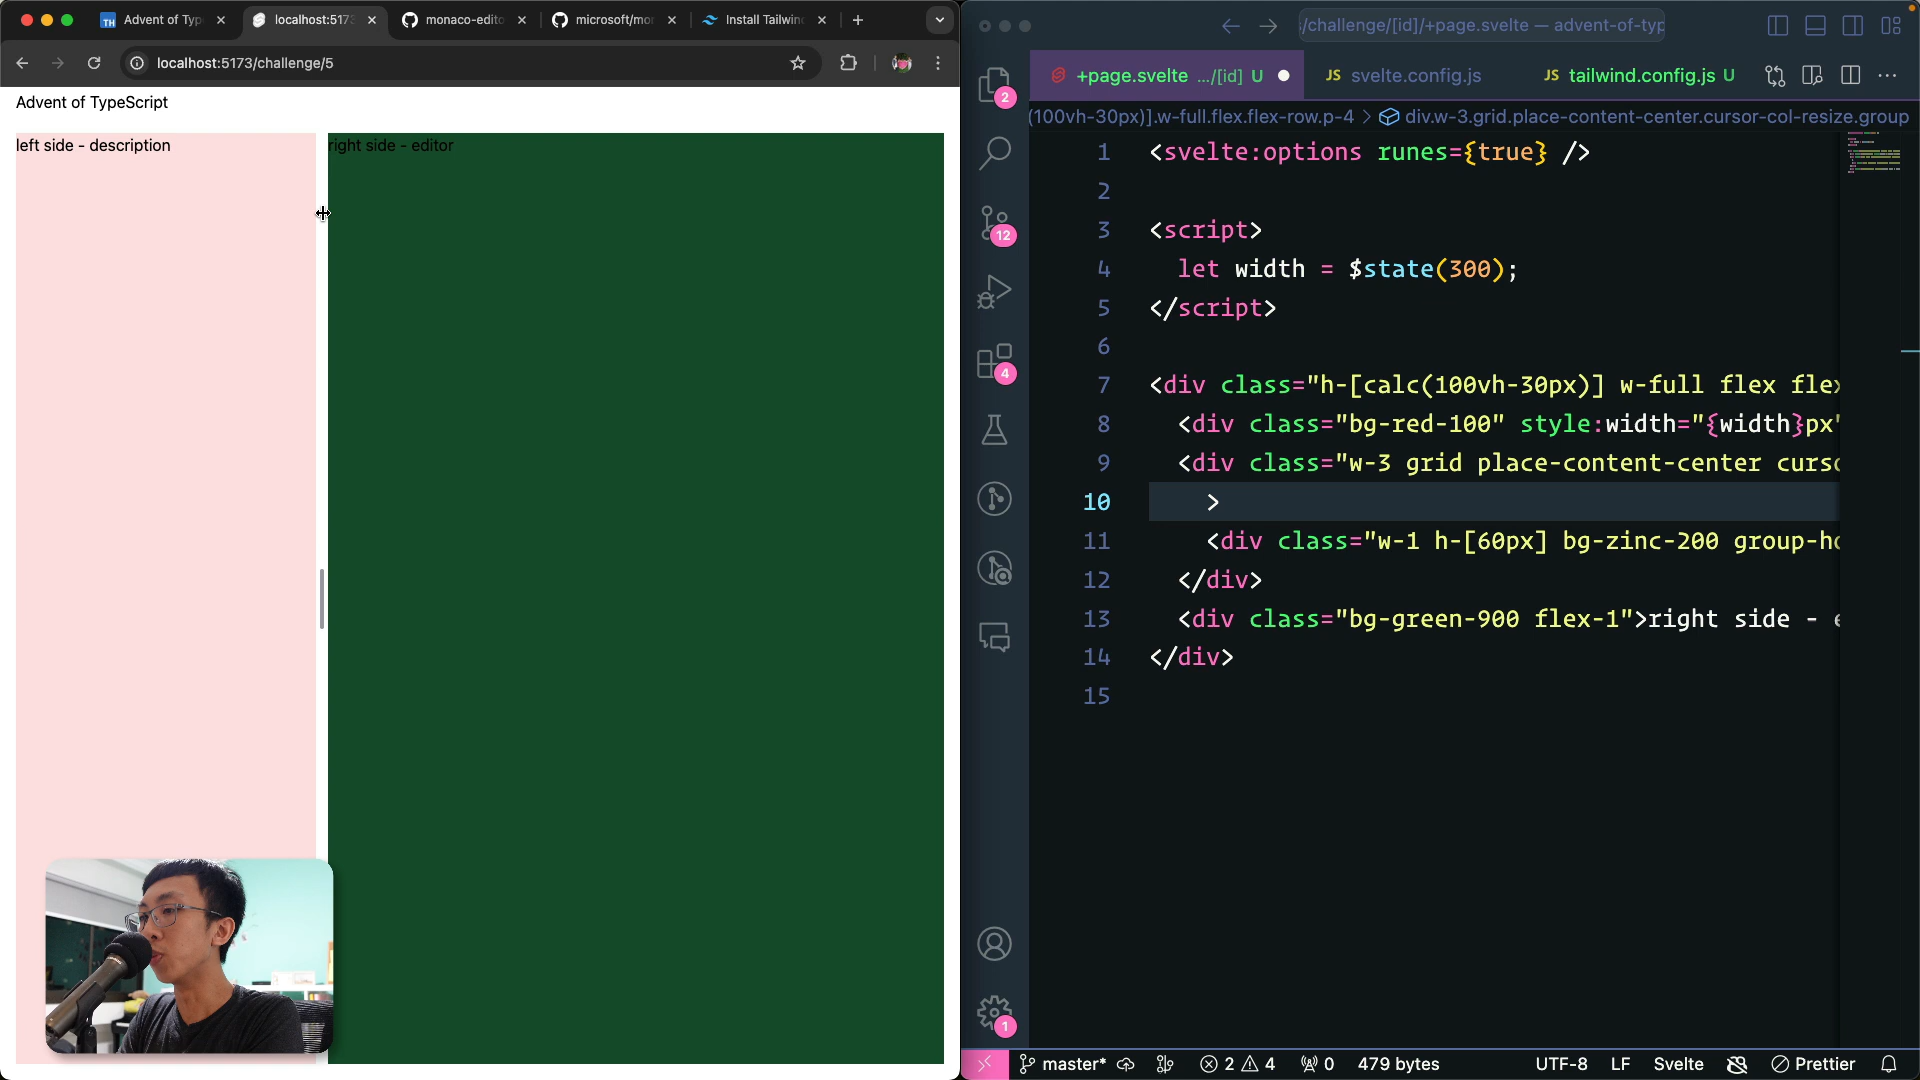 Advent of Typ
localhost:517
monaco-edito
microsoft/mon
Install Tailwin
localhost:5173/challenge/5
Advent of TypeScript
left side - description
right side - editor
/challenge/[id]/+page.svelte — advent-of-typ
+page.svelte .../[id] U
JS svelte.config.js
JS tailwind.config.js U
(100vh-30px)].w-full.flex.flex-row.p-4 > div.w-3.grid.place-content-center.cursor-col-resize.group
1 <svelte:options runes={true} />
2
3 <script>
4 let width = $state(300);
5 </script>
6
7 <div class="h-[calc(100vh-30px)] w-full flex flex
8 <div class="bg-red-100" style:width="{width}px"
9 <div class="w-3 grid place-content-center curso
10 >
11 <div class="w-1 h-[60px] bg-zinc-200 group-ho
12 </div>
13 <div class="bg-green-900 flex-1">right side - e
14 </div>
15
2
12
4
1
master*
2 4
0
479 bytes
UTF-8
LF
Svelte
Prettier